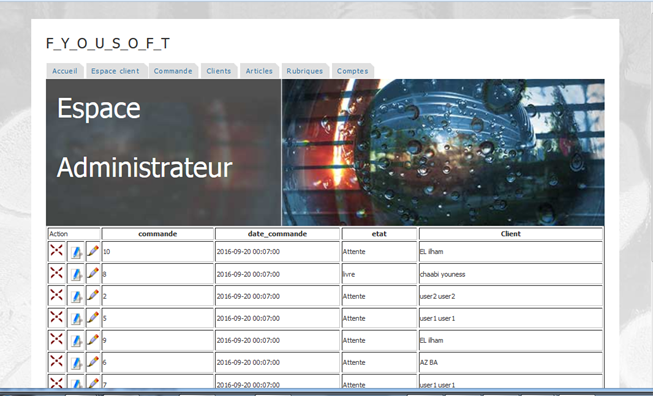 F_Y_O_U_S_O_F_T
Accueil Espace client Commande Clients Articles Rubriques Comptes
Espace
Administrateur
Action commande date_commande etat Client
10 2016-09-20 00:07:00 Attente EL ilham
8 2016-09-20 00:07:00 livre chaabi youness
2 2016-09-20 00:07:00 Attente user2 user2
5 2016-09-20 00:07:00 Attente user1 user1
9 2016-09-20 00:07:00 Attente EL ilham
6 2016-09-20 00:07:00 Attente AZ BA
7 2016-09-20 00:07:00 Attente user1 user1